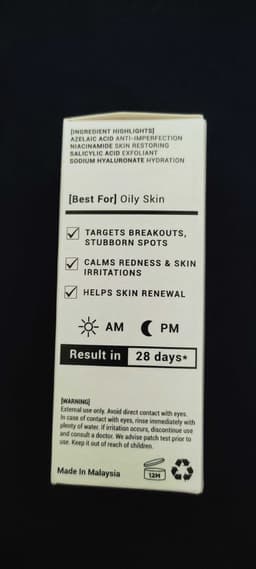 [INGREDIENT HIGHLIGHTS]
AZELAIC ACID ANTI-IMPERFECTION
NIACINAMIDE SKIN RESTORING
SALICYLIC ACID EXFOLIANT
SODIUM HYALURONATE HYDRATION
[Best For] Oily Skin
TARGETS BREAKOUTS,
STUBBORN SPOTS
CALMS REDNESS & SKIN
IRRITATIONS
HELPS SKIN RENEWAL
AM PM
Result in 28 days*
[WARNING]
External use only. Avoid direct contact with eyes.
In case of contact with eyes, rinse immediately with
plenty of water. if irritation occurs, discontinue use
and consult a doctor. We advise patch test prior to
use. Keep it out of reach of children.
Made In Malaysia
12M